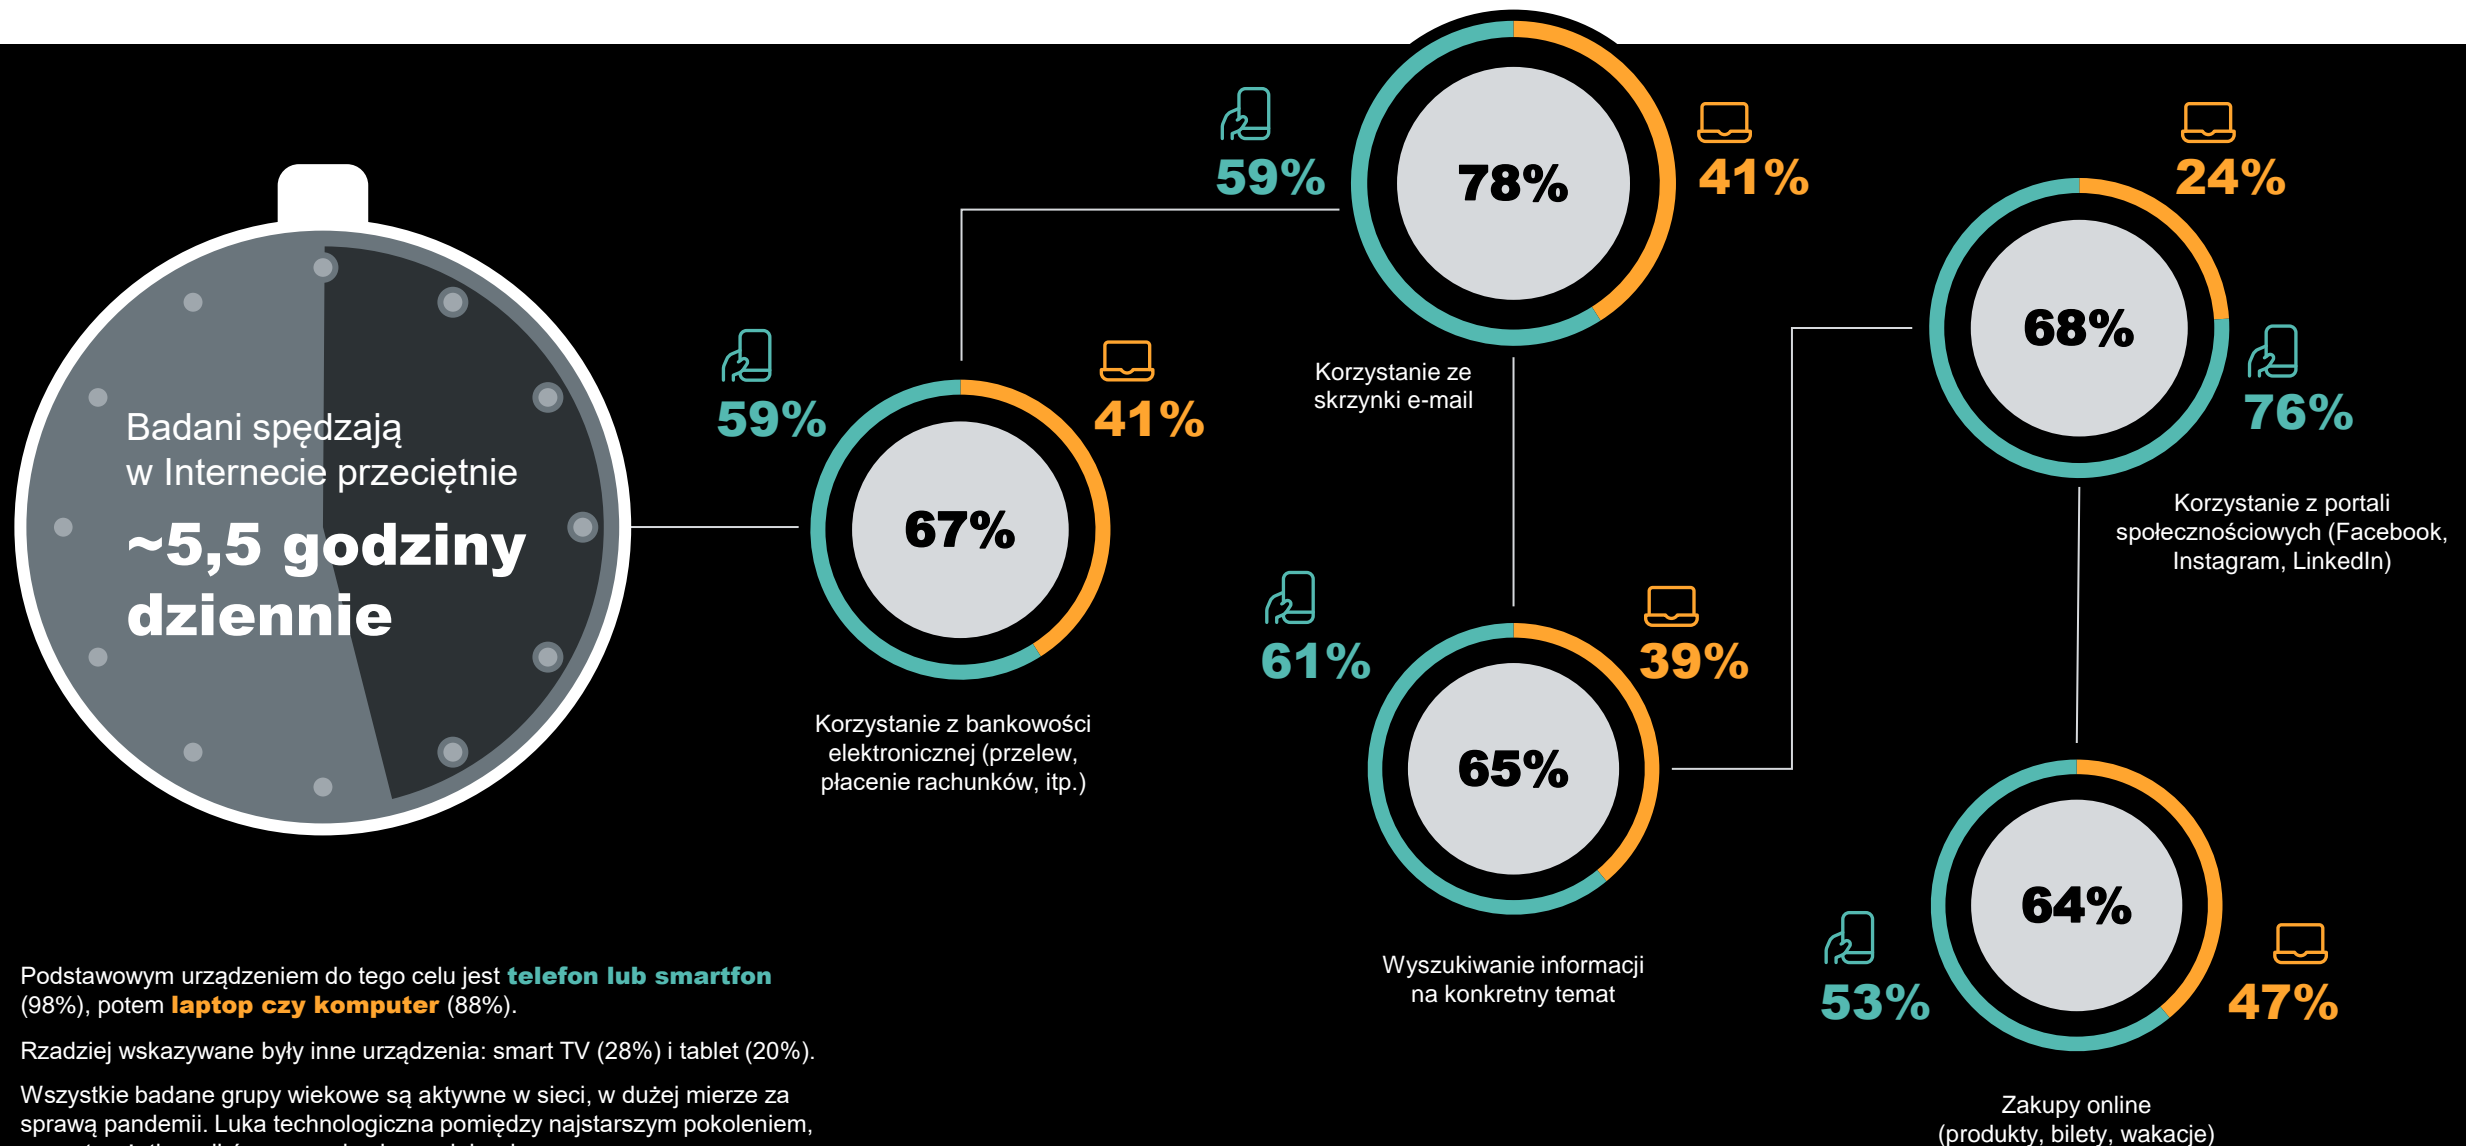 Badani spędzają
w Internecie przeciętnie
~5,5 godziny
dziennie
59%
41%
67%
Korzystanie z bankowości
elektronicznej (przelew,
płacenie rachunków, itp.)
59%
78%
41%
Korzystanie ze
skrzynki e-mail
61%
39%
65%
Wyszukiwanie informacji
na konkretny temat
24%
68%
76%
Korzystanie z portali
społecznościowych (Facebook,
Instagram, LinkedIn)
64%
53%
47%
Zakupy online
(produkty, bilety, wakacje)
Podstawowym urządzeniem do tego celu jest telefon lub smartfon
(98%), potem laptop czy komputer (88%).
Rzadziej wskazywane były inne urządzenia: smart TV (28%) i tablet (20%).
Wszystkie badane grupy wiekowe są aktywne w sieci, w dużej mierze za
sprawą pandemii. Luka technologiczna pomiędzy najstarszym pokoleniem,